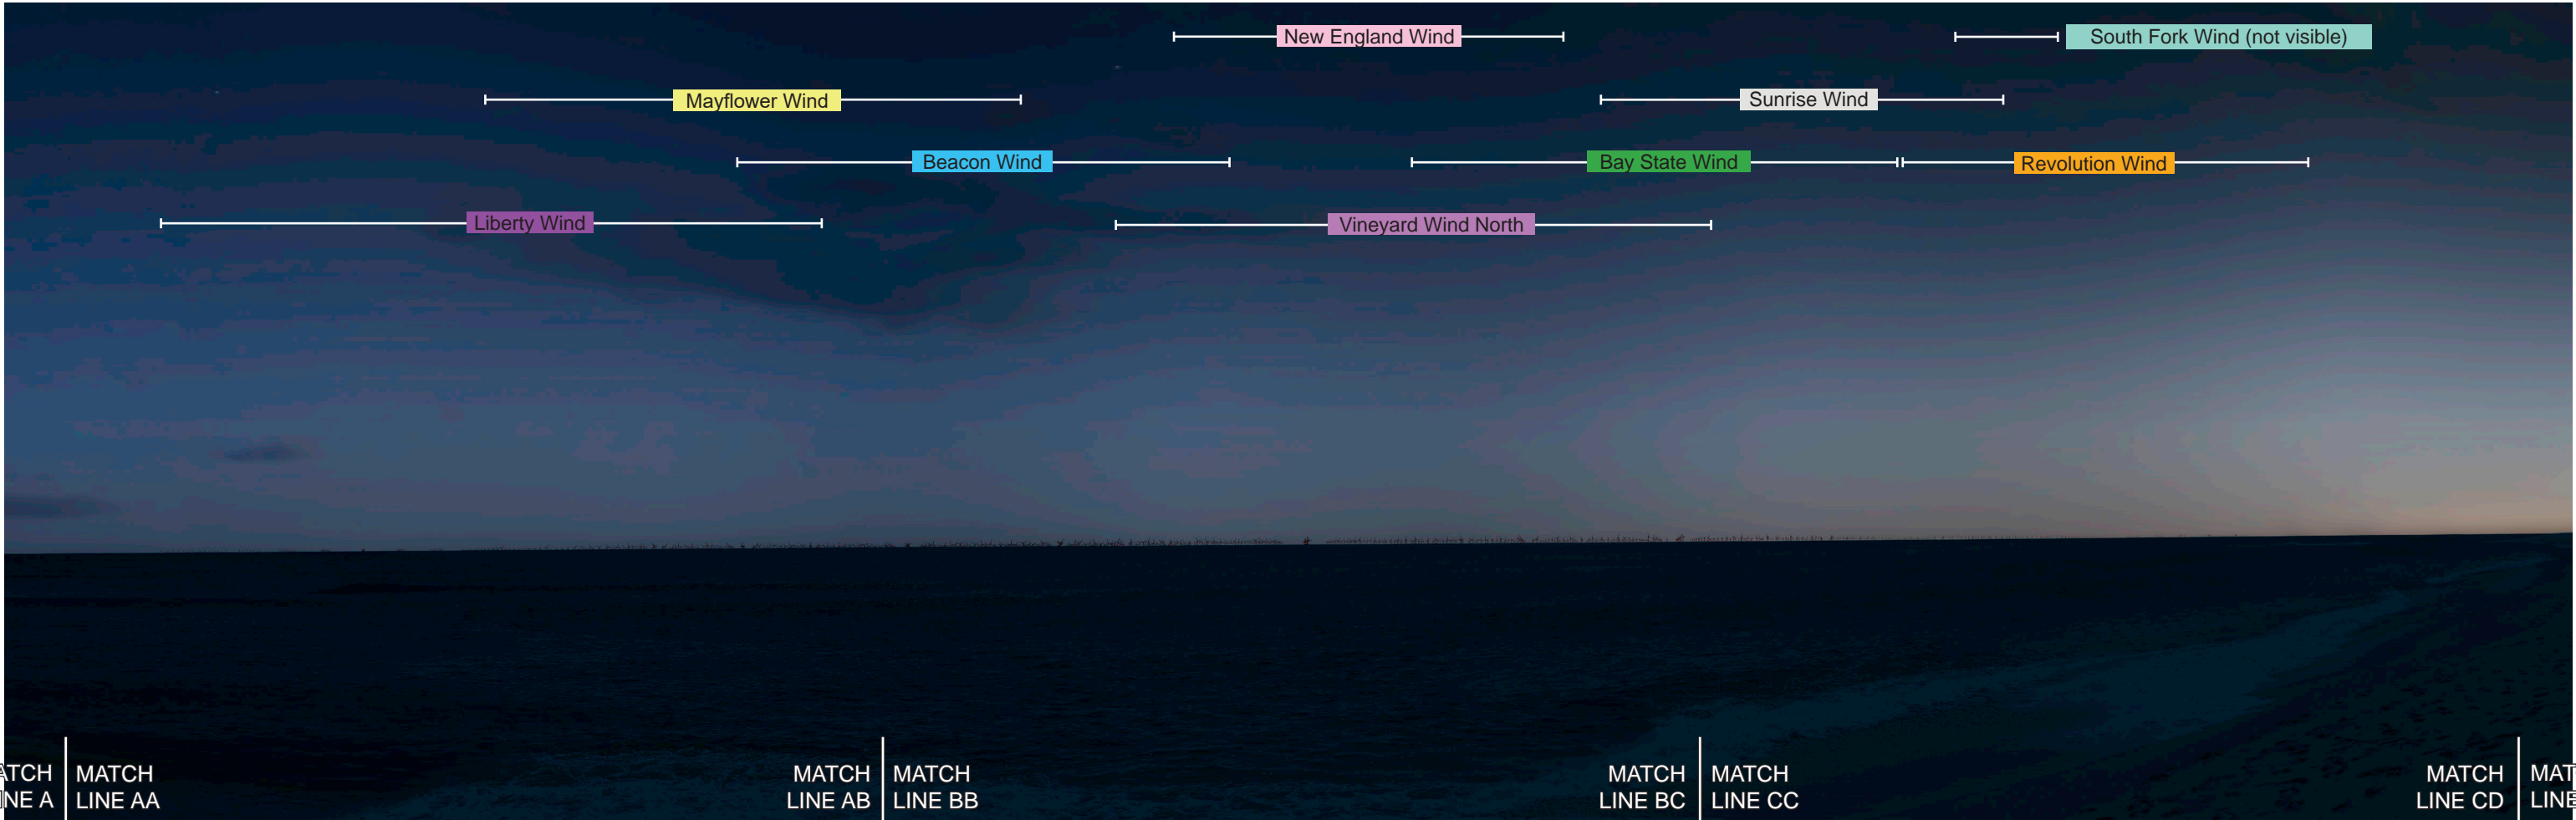 New England Wind
South Fork Wind (not visible)
Mayflower Wind
Sunrise Wind
Beacon Wind
Bay State Wind
Revolution Wind
Liberty Wind
Vineyard Wind North
ATCH
NE A
MATCH
LINE AA
MATCH
LINE AB
MATCH
LINE BB
MATCH
LINE BC
MATCH
LINE CC
MATCH
LINE CD
MAT
LINE